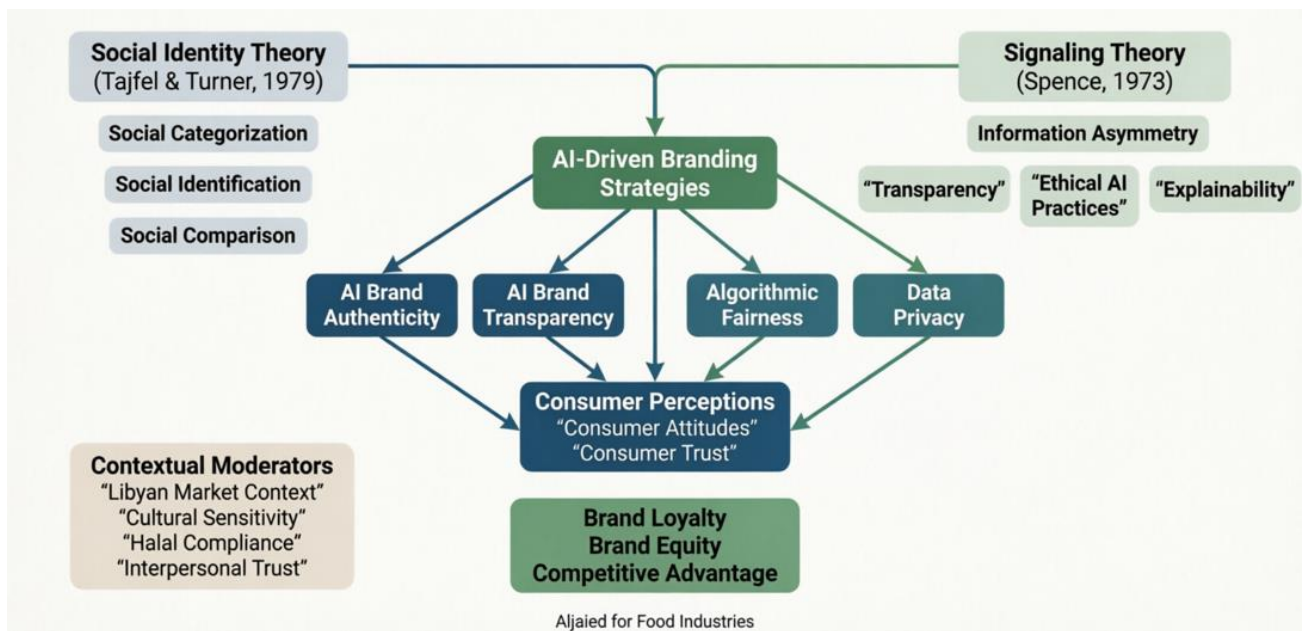 Social Identity Theory
(Tajfel & Turner, 1979)
Social Categorization
Social Identification
Social Comparison
Signaling Theory
(Spence, 1973)
Information Asymmetry
“Transparency”
“Ethical AI
Practices”
“Explainability”
AI-Driven Branding
Strategies
AI Brand
Authenticity
AI Brand
Transparency
Algorithmic
Fairness
Data
Privacy
Consumer Perceptions
“Consumer Attitudes”
“Consumer Trust”
Contextual Moderators
“Libyan Market Context”
“Cultural Sensitivity”
“Halal Compliance”
“Interpersonal Trust”
Brand Loyalty
Brand Equity
Competitive Advantage
Aljaied for Food Industries